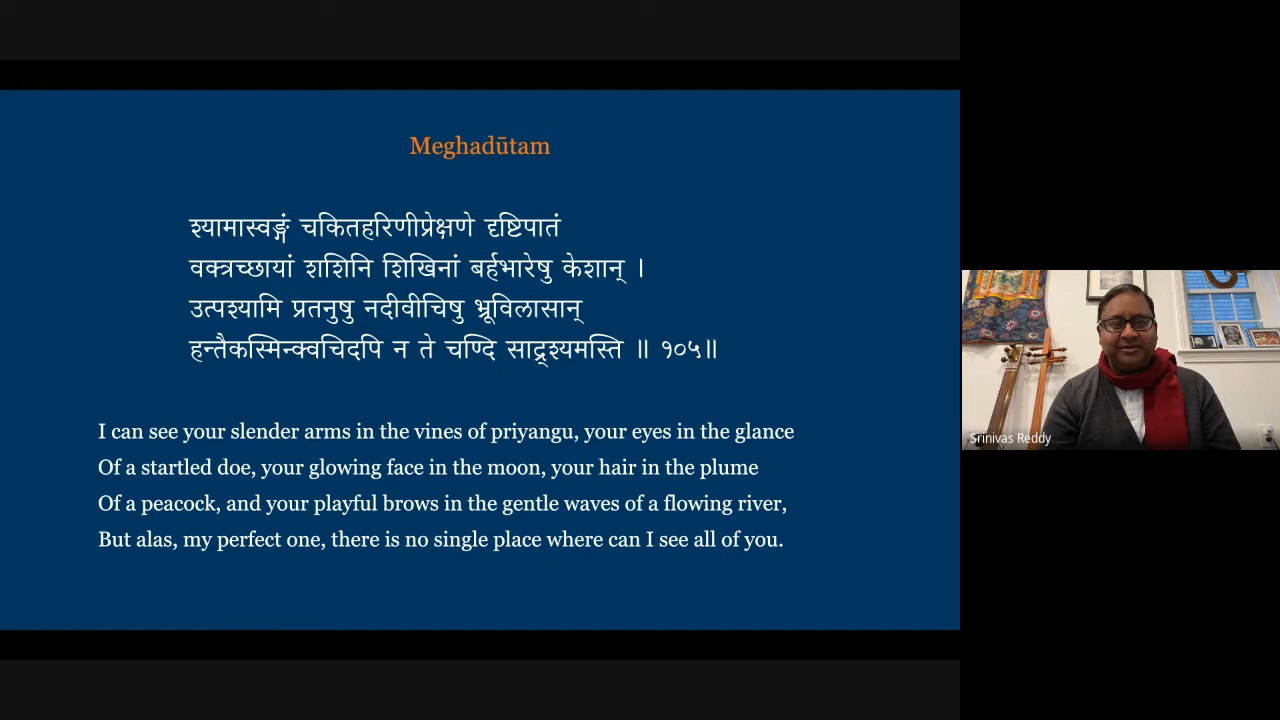 Meghadūtam
श्यामास्वङ्गं चकितहरिणीप्रेक्षणे दृष्टिपातं
वक्त्रच्छायां शशिनि शिखिनां बर्हभारेषु केशान् ।
उत्पश्यामि प्रतनुषु नदीवीचिषु भ्रूविलासान्
हन्तैकस्मिन्क्वचिदपि न ते चण्दि साद्र्श्यमस्ति ॥ १०५॥
I can see your slender arms in the vines of priyangu, your eyes in the glance
Of a startled doe, your glowing face in the moon, your hair in the plume
Of a peacock, and your playful brows in the gentle waves of a flowing river,
But alas, my perfect one, there is no single place where can I see all of you.
Srinivas Reddy